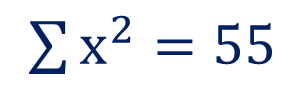 ∑ x² = 55